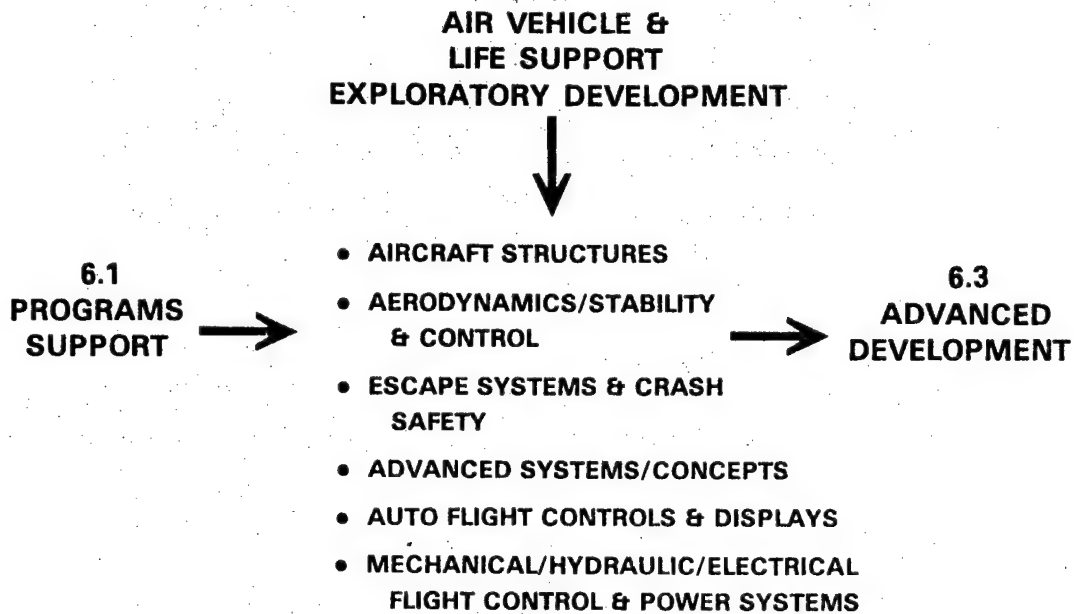 AIR VEHICLE &
LIFE SUPPORT
EXPLORATORY DEVELOPMENT
6.1
PROGRAMS
SUPPORT
• AIRCRAFT STRUCTURES
• AERODYNAMICS/STABILITY
& CONTROL
• ESCAPE SYSTEMS & CRASH
SAFETY
• ADVANCED SYSTEMS/CONCEPTS
• AUTO FLIGHT CONTROLS & DISPLAYS
• MECHANICAL/HYDRAULIC/ELECTRICAL
FLIGHT CONTROL & POWER SYSTEMS
6.3
ADVANCED
DEVELOPMENT